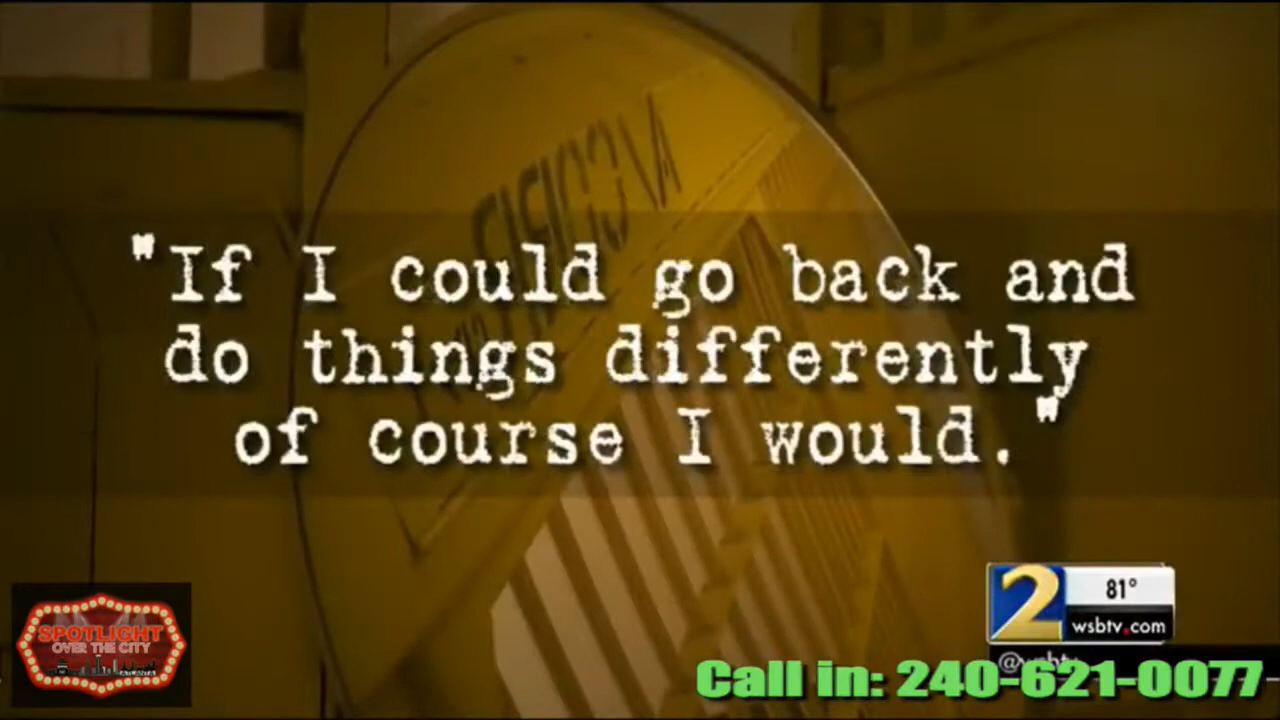 "If I could go back and
do things differently
of course I would."
SPOTLIGHT
OVER THE CITY
ATLANTA
2
81°
wsbtv.com
Call in: 240-621-0077